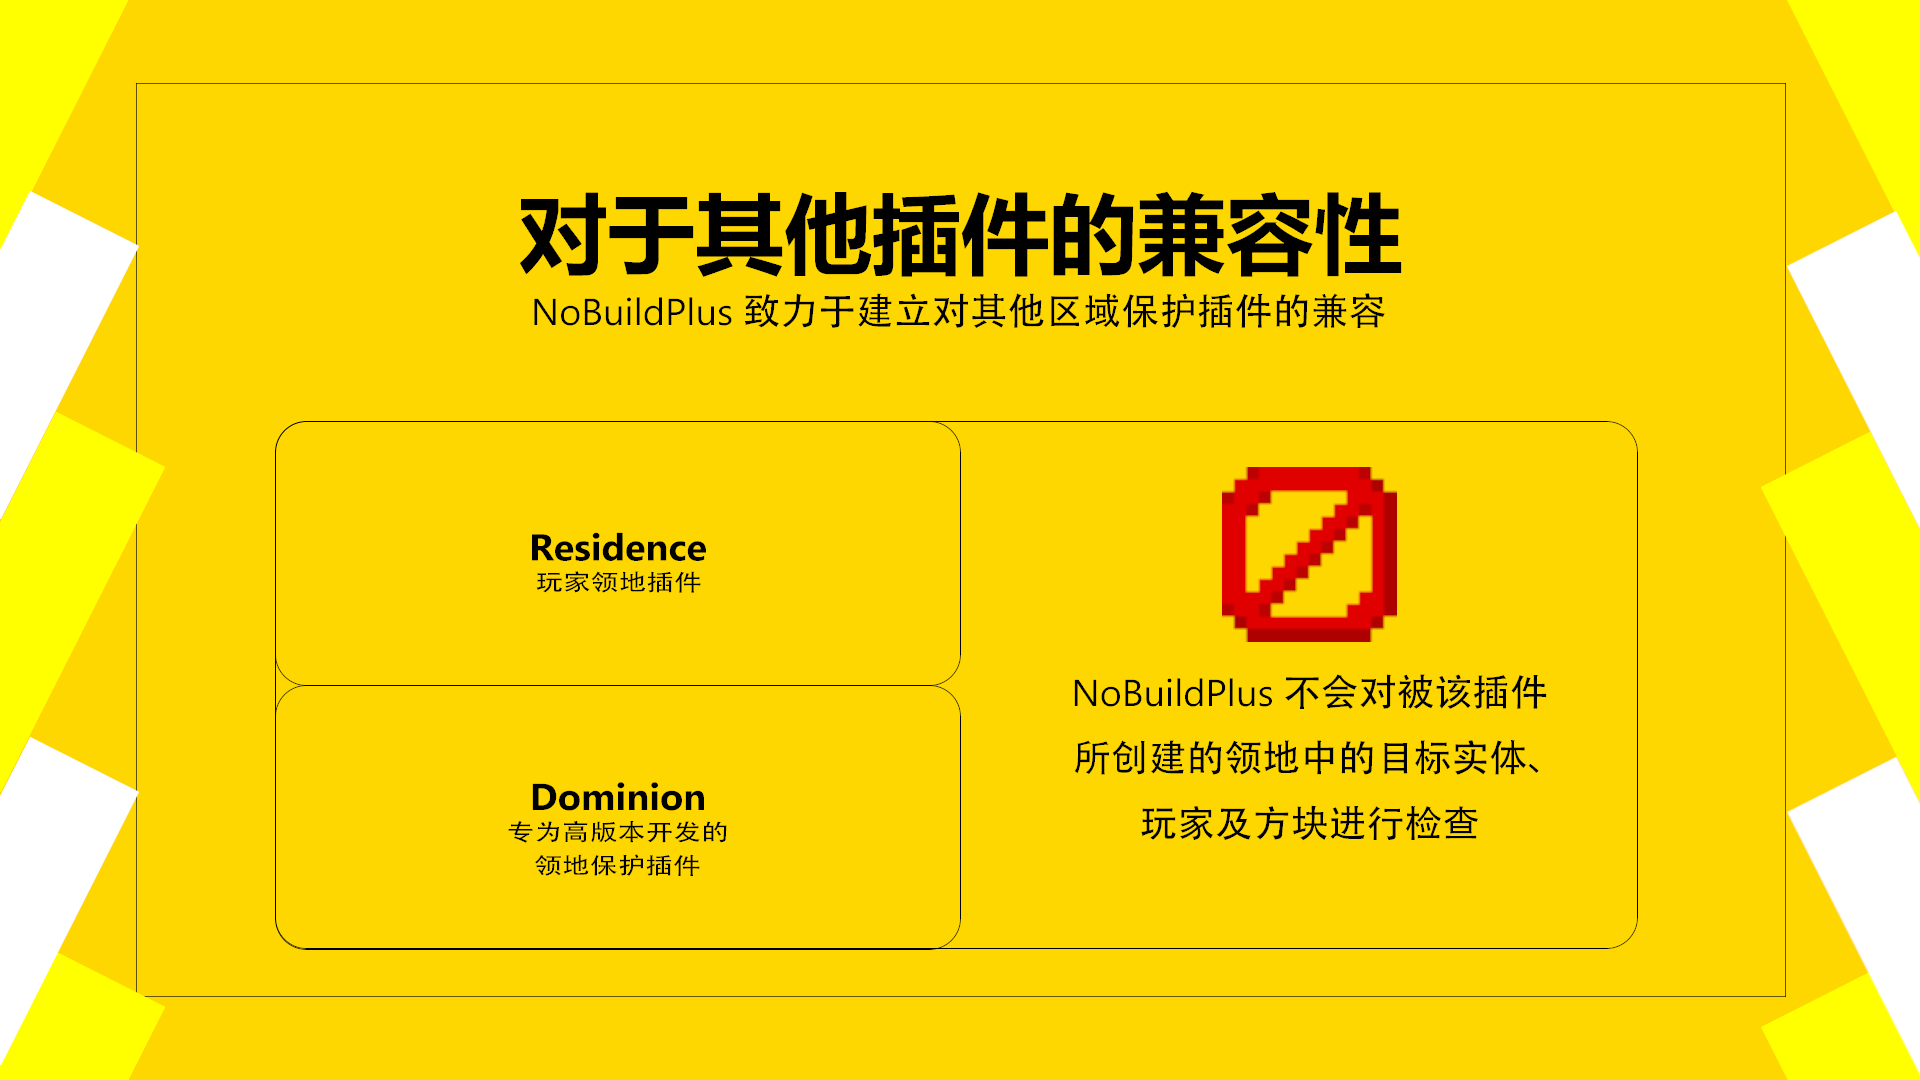 对于其他插件的兼容性
NoBuildPlus 致力于建立对其他区域保护插件的兼容
Residence
玩家领地插件
Dominion
专为高版本开发的
领地保护插件
NoBuildPlus 不会对被该插件
所创建的领地中的目标实体、
玩家及方块进行检查